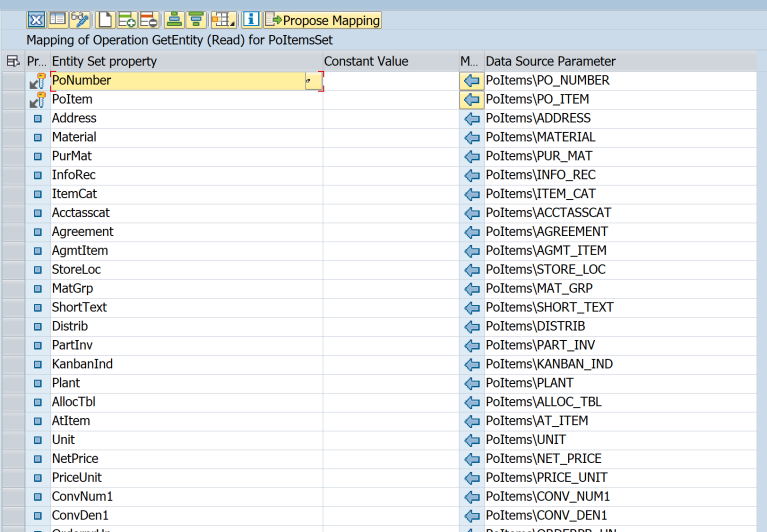 Propose Mapping
Mapping of Operation GetEntity (Read) for PoItemsSet
Pr... Entity Set property Constant Value M... Data Source Parameter
PoNumber PoItems\PO_NUMBER
PoItem PoItems\PO_ITEM
Address PoItems\ADDRESS
Material PoItems\MATERIAL
PurMat PoItems\PUR_MAT
InfoRec PoItems\INFO_REC
ItemCat PoItems\ITEM_CAT
Acctasscat PoItems\ACCTASSCAT
Agreement PoItems\AGREEMENT
AgmtItem PoItems\AGMT_ITEM
StoreLoc PoItems\STORE_LOC
MatGrp PoItems\MAT_GRP
ShortText PoItems\SHORT_TEXT
Distrib PoItems\DISTRIB
PartInv PoItems\PART_INV
KanbanInd PoItems\KANBAN_IND
Plant PoItems\PLANT
AllocTbl PoItems\ALLOC_TBL
AtItem PoItems\AT_ITEM
Unit PoItems\UNIT
NetPrice PoItems\NET_PRICE
PriceUnit PoItems\PRICE_UNIT
ConvNum1 PoItems\CONV_NUM1
ConvDen1 PoItems\CONV_DEN1